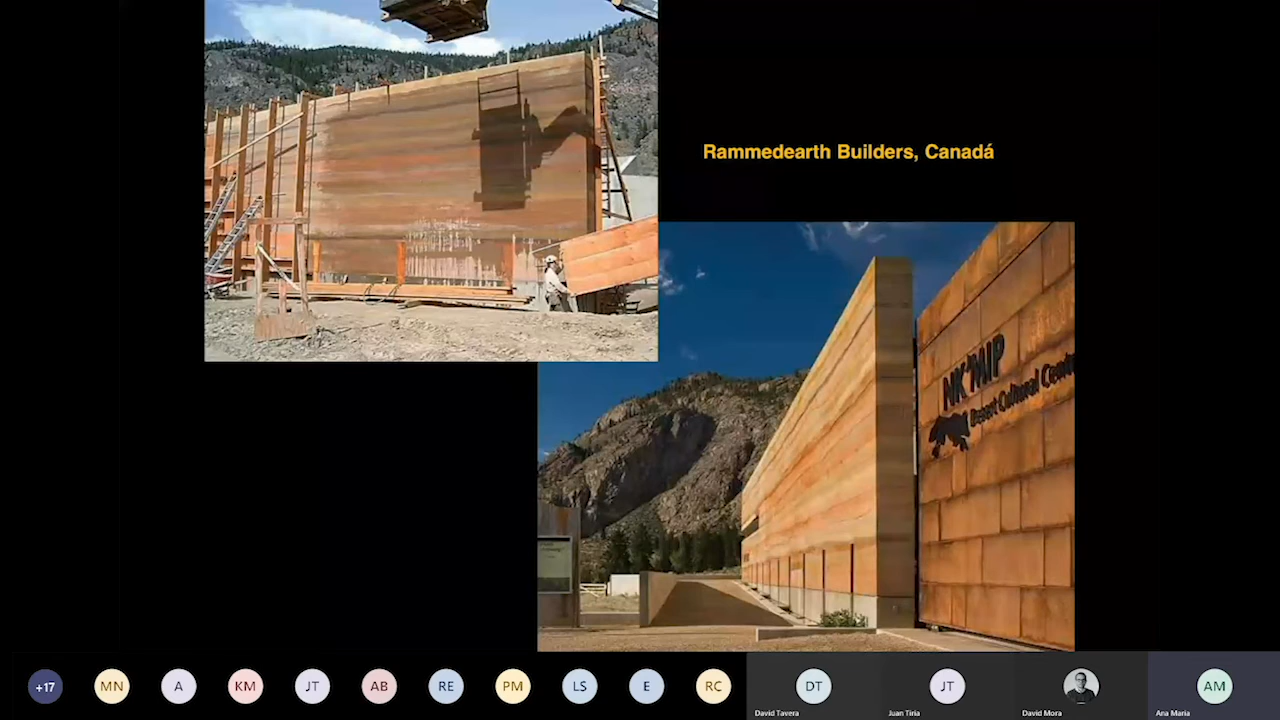 Rammedearth Builders, Canadá
NK'MIP
Desert Cultural Cent
+17
MN
A
KM
JT
AB
RE
PM
LS
E
RC
DT
JT
AM
David Tavera
Juan Tiria
David Mora
Ana Maria